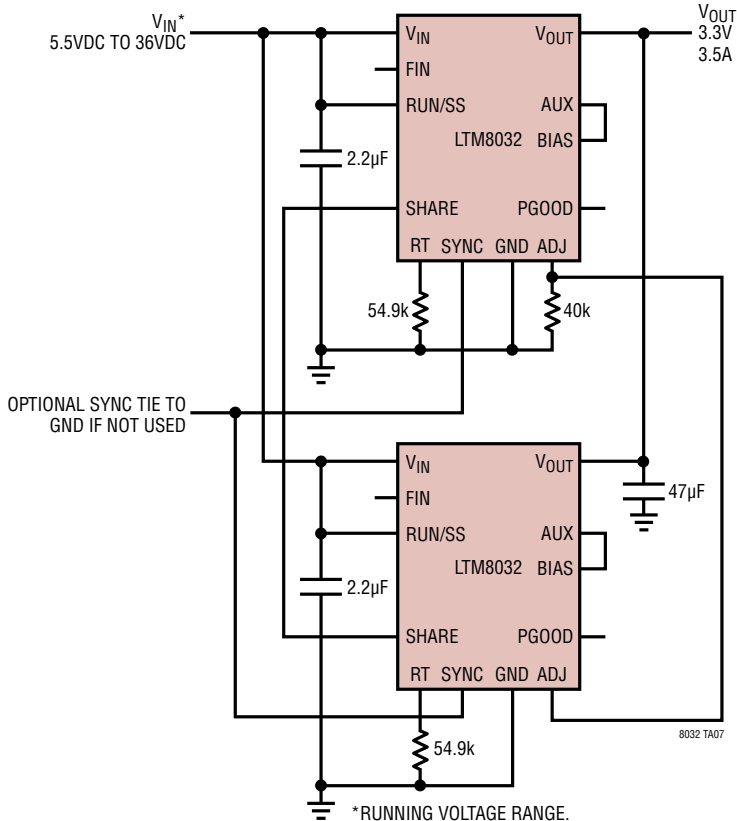 VIN*
5.5VDC TO 36VDC
VOUT
3.3V
3.5A
VIN
VOUT
FIN
RUN/SS
AUX
LTM8032
BIAS
2.2µF
SHARE
PGOOD
RT
SYNC
GND
ADJ
54.9k
40k
OPTIONAL SYNC TIE TO
GND IF NOT USED
VIN
VOUT
47µF
FIN
RUN/SS
AUX
LTM8032
BIAS
2.2µF
SHARE
PGOOD
RT
SYNC
GND
ADJ
8032 TA07
54.9k
*RUNNING VOLTAGE RANGE.